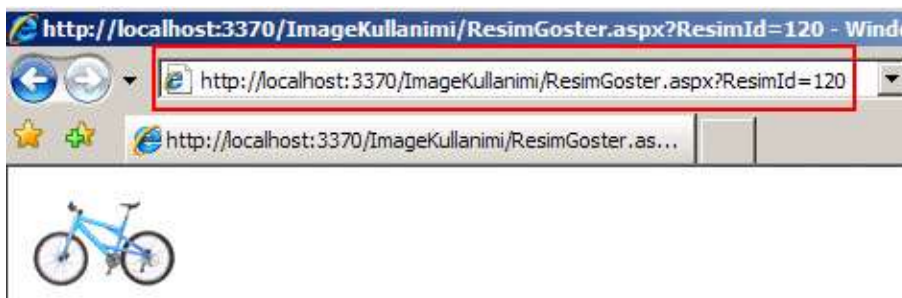 http://localhost:3370/ImageKullanimi/ResimGoster.aspx?ResimId=120 - Wind
http://localhost:3370/ImageKullanimi/ResimGoster.aspx?ResimId=120
http://localhost:3370/ImageKullanimi/ResimGoster.as...